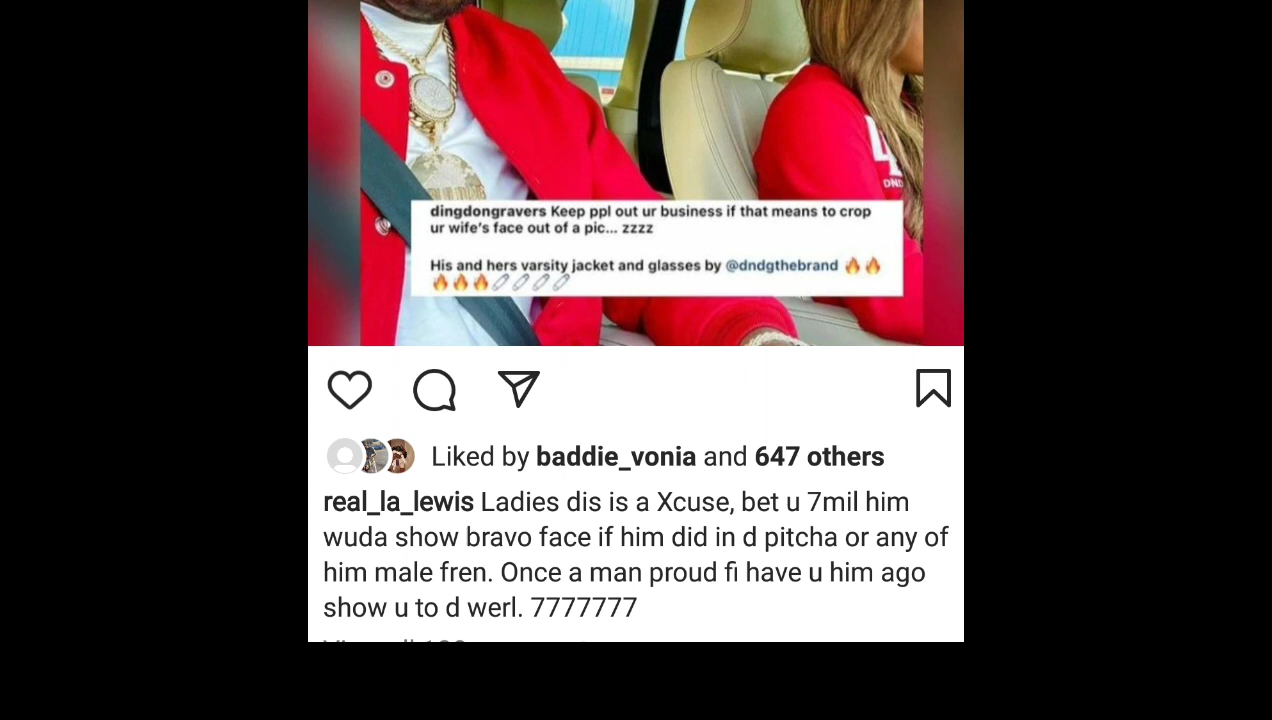 DND
dingdongravers Keep ppl out ur business if that means to crop
ur wife's face out of a pic... zzzz
His and hers varsity jacket and glasses by @dndgthebrand 🔥🔥
🔥🔥🔥
Liked by baddie_vonia and 647 others
real_la_lewis Ladies dis is a Xcuse, bet u 7mil him
wuda show bravo face if him did in d pitcha or any of
him male fren. Once a man proud fi have u him ago
show u to d werl. 7777777